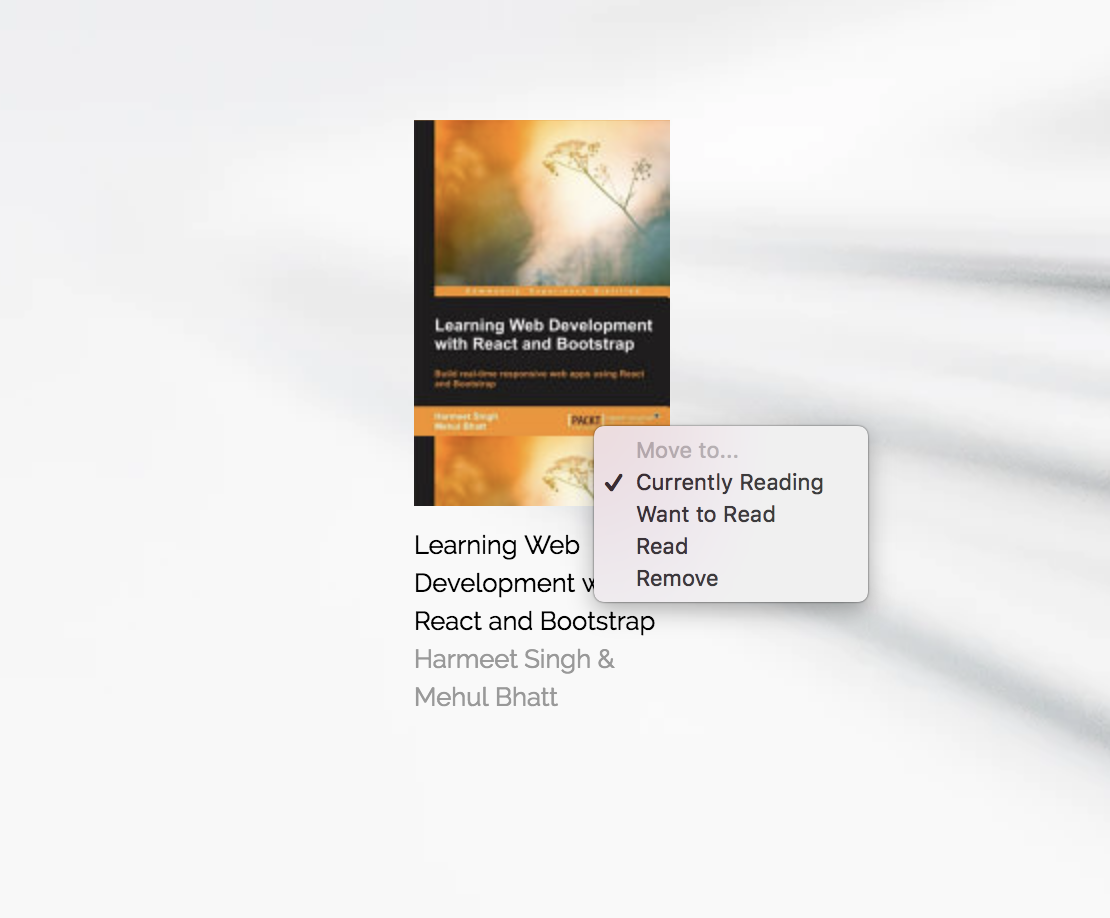 Community Experience Distilled
Learning Web Development
with React and Bootstrap
Build real-time responsive web apps using React
and Bootstrap
Harmeet Singh
Mehul Bhatt
PACKT
Move to...
✓ Currently Reading
Want to Read
Read
Remove
Learning Web
Development w
React and Bootstrap
Harmeet Singh &
Mehul Bhatt